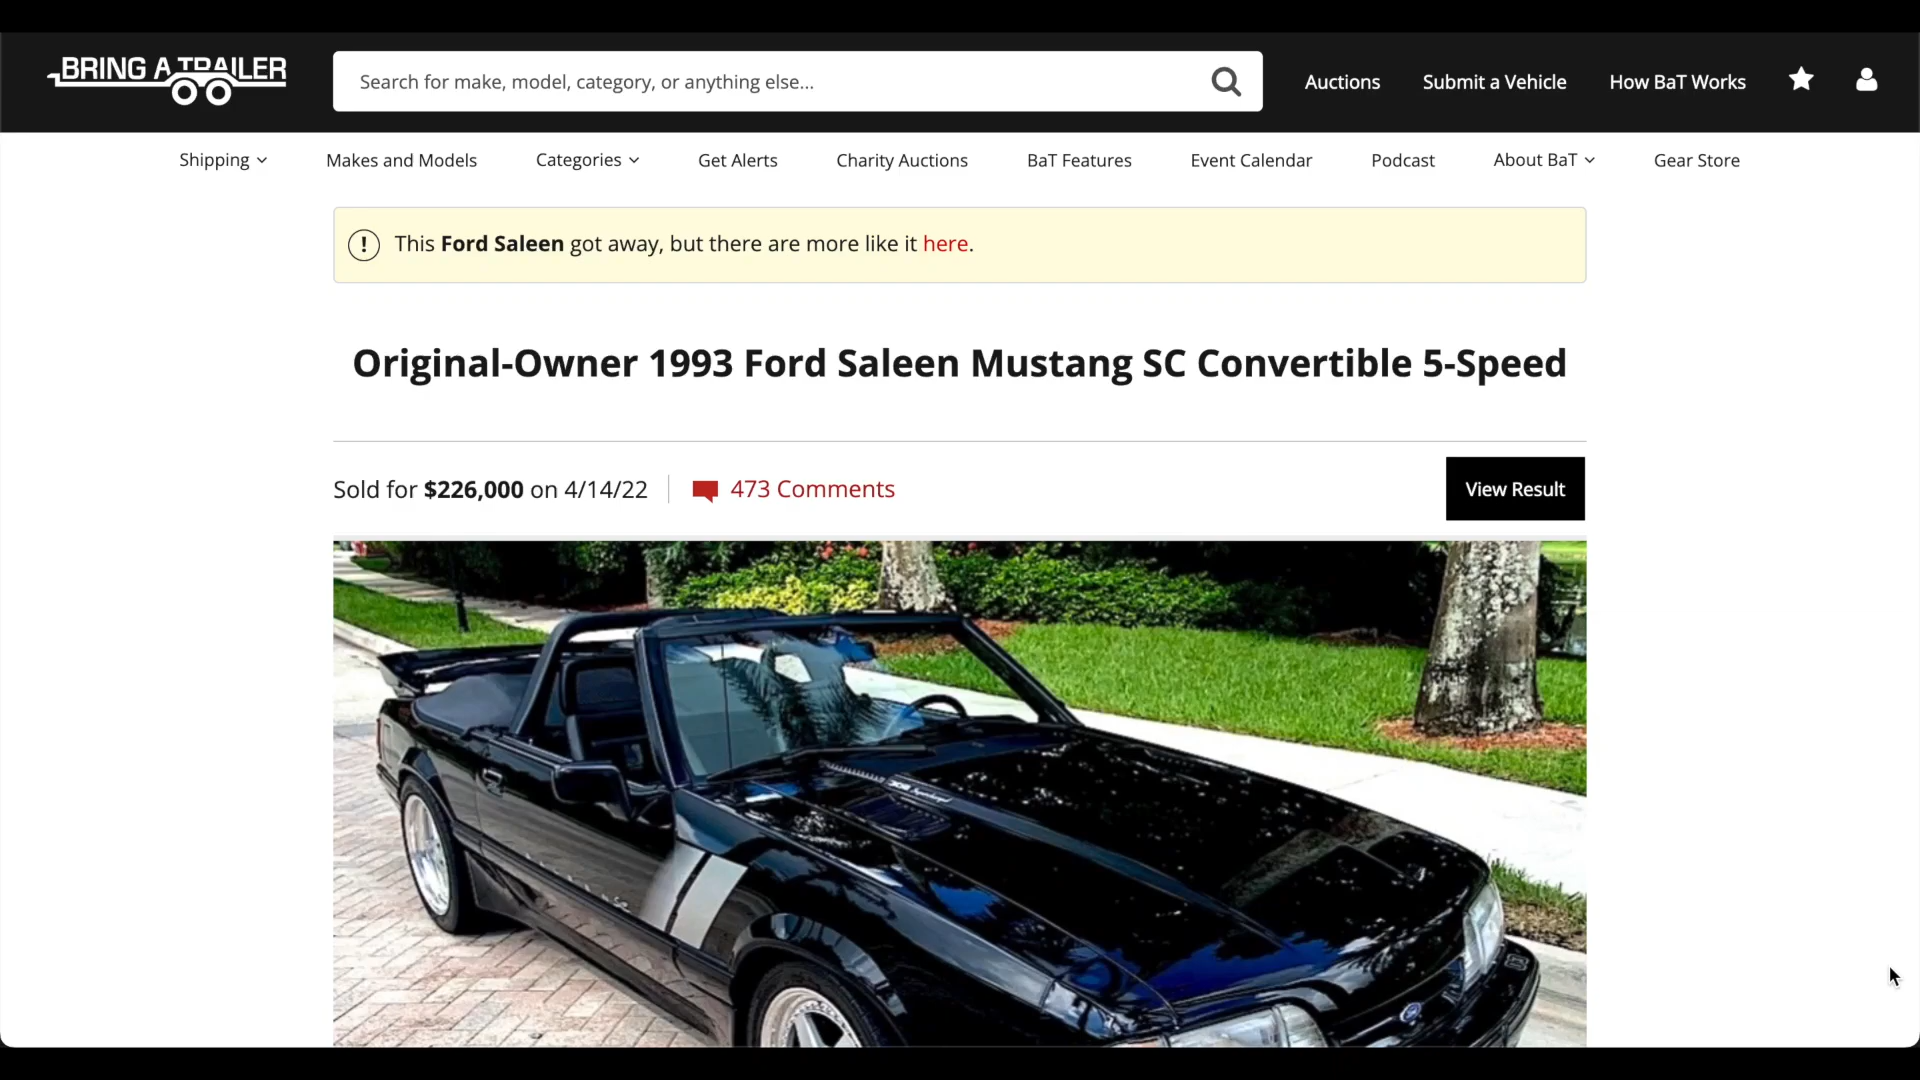 BRING A TRAILER
Search for make, model, category, or anything else...
Auctions
Submit a Vehicle
How BaT Works
Shipping
Makes and Models
Categories
Get Alerts
Charity Auctions
BaT Features
Event Calendar
Podcast
About BaT
Gear Store
This Ford Saleen got away, but there are more like it here.
Original-Owner 1993 Ford Saleen Mustang SC Convertible 5-Speed
Sold for $226,000 on 4/14/22
473 Comments
View Result